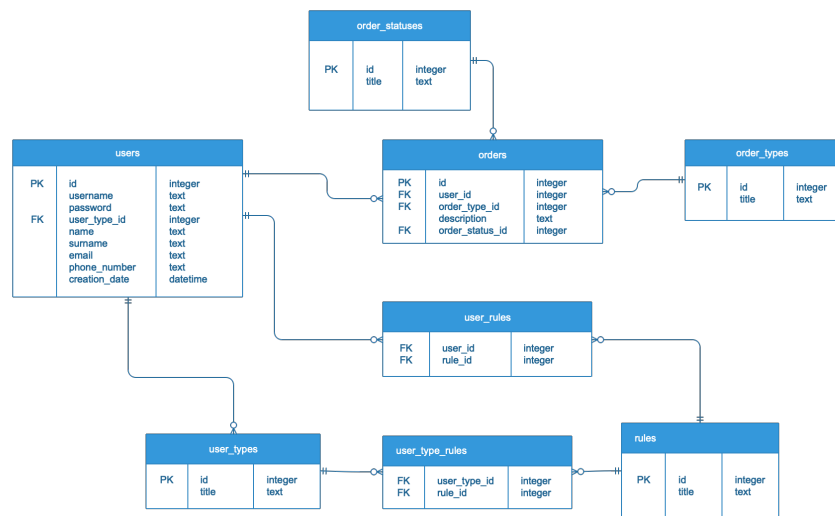 order_statuses
PK id integer
title text
users
PK id integer
username text
password text
FK user_type_id integer
name text
surname text
email text
phone_number text
creation_date datetime
orders
PK id integer
FK user_id integer
FK order_type_id integer
description text
FK order_status_id integer
order_types
PK id integer
title text
user_rules
FK user_id integer
FK rule_id integer
user_types
PK id integer
title text
user_type_rules
FK user_type_id integer
FK rule_id integer
rules
PK id integer
title text